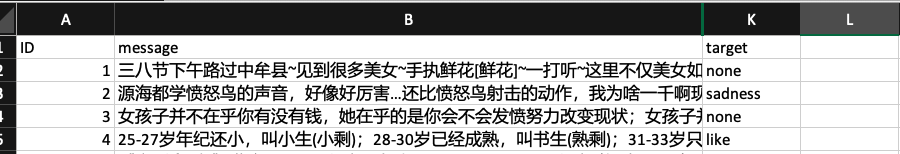 A B K L
1 ID message target
2 1 三八节下午路过中牟县~见到很多美女~手执鲜花[鲜花]~一打听~这里不仅美女如 none
3 2 源海都学愤怒鸟的声音，好像好厉害...还比愤怒鸟射击的动作，我为啥一千啊现 sadness
4 3 女孩子并不在乎你有没有钱，她在乎的是你会不会发愤努力改变现状；女孩子并 none
5 4 25-27岁年纪还小，叫小生(小剩)；28-30岁已经成熟，叫书生(熟剩)；31-33岁只 like